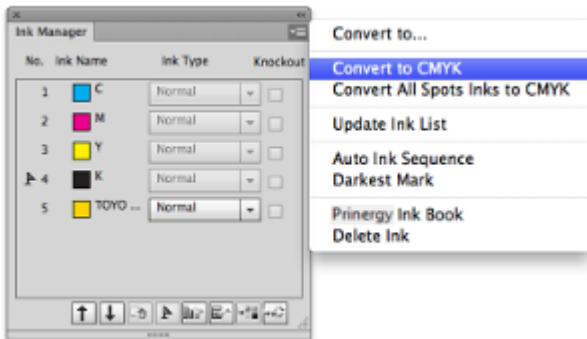 Ink Manager
No. Ink Name Ink Type Knockout
1 C Normal
2 M Normal
3 Y Normal
4 K Normal
5 TOYO ... Normal
Convert to...
Convert to CMYK
Convert All Spots Inks to CMYK
Update Ink List
Auto Ink Sequence
Darkest Mark
Prinergy Ink Book
Delete Ink